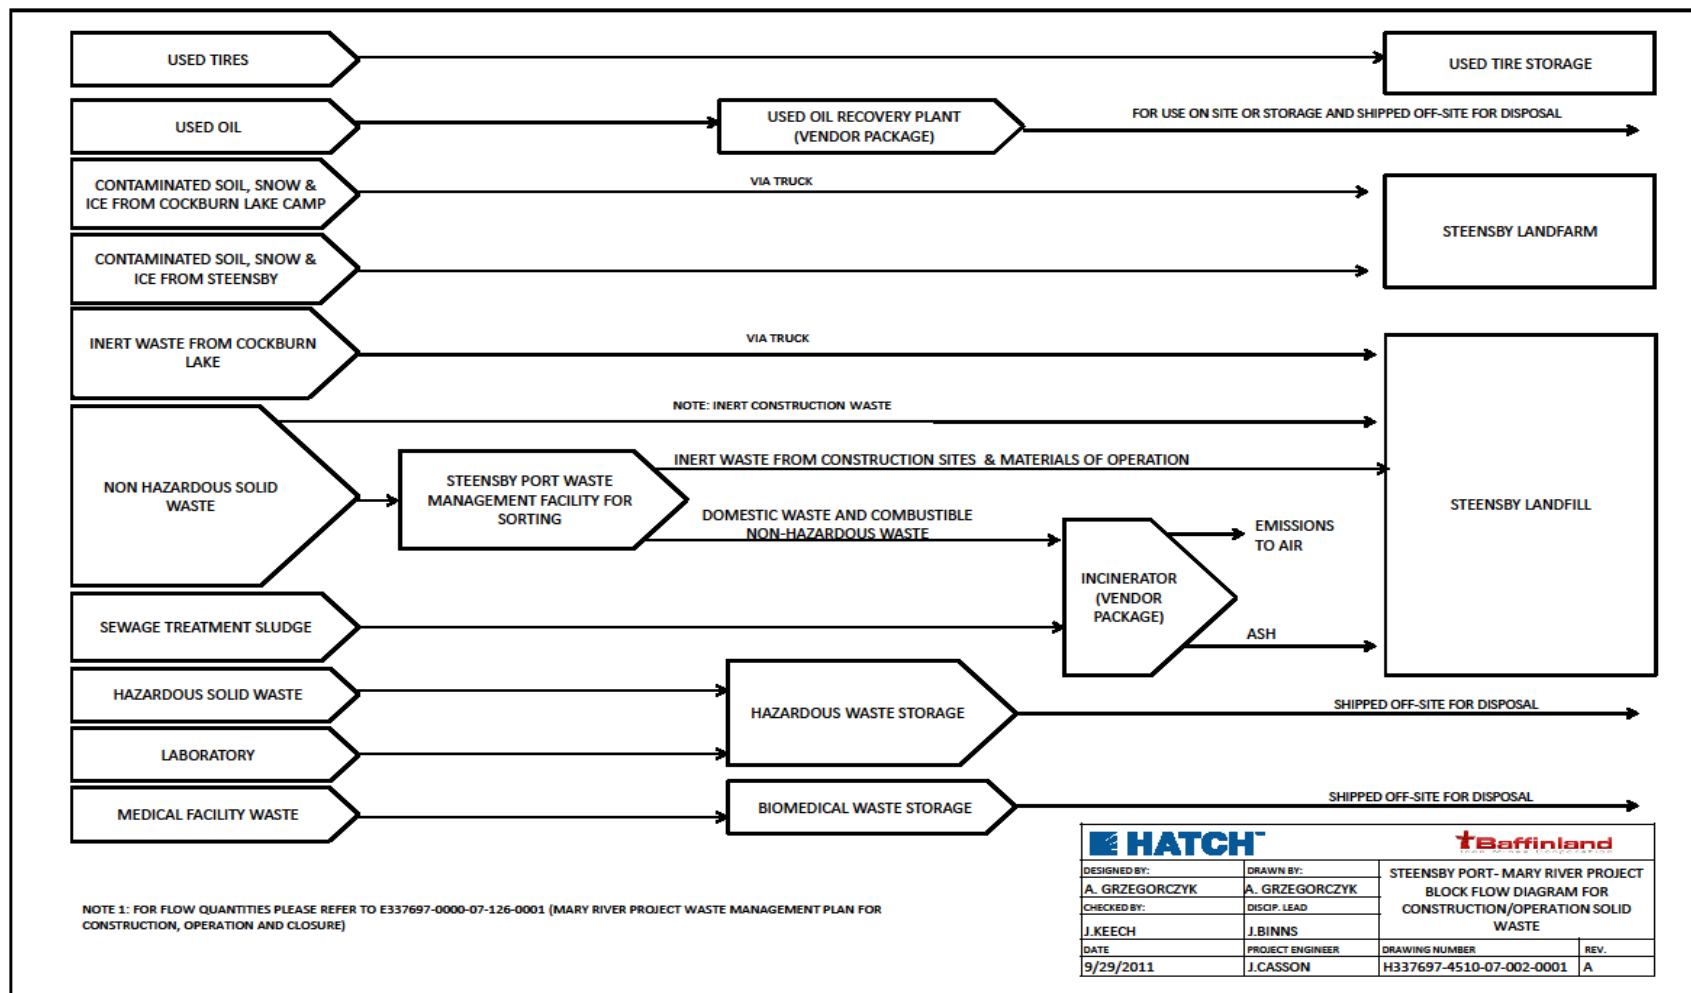 USED TIRES
USED TIRE STORAGE
USED OIL
USED OIL RECOVERY PLANT
(VENDOR PACKAGE)
FOR USE ON SITE OR STORAGE AND SHIPPED OFF-SITE FOR DISPOSAL
CONTAMINATED SOIL, SNOW &
ICE FROM COCKBURN LAKE CAMP
VIA TRUCK
STEENSBY LANDFARM
CONTAMINATED SOIL, SNOW &
ICE FROM STEENSBY
INERT WASTE FROM COCKBURN
LAKE
VIA TRUCK
NOTE: INERT CONSTRUCTION WASTE
NON HAZARDOUS SOLID
WASTE
STEENSBY PORT WASTE
MANAGEMENT FACILITY FOR
SORTING
INERT WASTE FROM CONSTRUCTION SITES & MATERIALS OF OPERATION
DOMESTIC WASTE AND COMBUSTIBLE
NON-HAZARDOUS WASTE
STEENSBY LANDFILL
EMISSIONS
TO AIR
INCINERATOR
(VENDOR
PACKAGE)
ASH
SEWAGE TREATMENT SLUDGE
HAZARDOUS SOLID WASTE
HAZARDOUS WASTE STORAGE
SHIPPED OFF-SITE FOR DISPOSAL
LABORATORY
MEDICAL FACILITY WASTE
BIOMEDICAL WASTE STORAGE
SHIPPED OFF-SITE FOR DISPOSAL
NOTE 1: FOR FLOW QUANTITIES PLEASE REFER TO E337697-0000-07-126-0001 (MARY RIVER PROJECT WASTE MANAGEMENT PLAN FOR
CONSTRUCTION, OPERATION AND CLOSURE)
HATCH™
Baffinland
Iron Mines Corporation
DESIGNED BY:
A. GRZEGORCZYK
DRAWN BY:
A. GRZEGORCZYK
STEENSBY PORT- MARY RIVER PROJECT
BLOCK FLOW DIAGRAM FOR
CONSTRUCTION/OPERATION SOLID
WASTE
CHECKED BY:
J.KEECH
DISCIP. LEAD
J.BINNS
DATE
9/29/2011
PROJECT ENGINEER
J.CASSON
DRAWING NUMBER
H337697-4510-07-002-0001
REV.
A